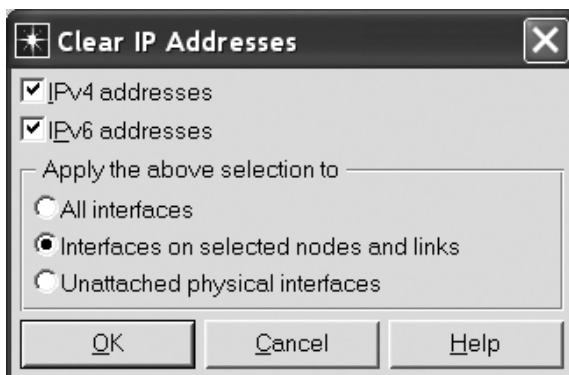 Clear IP Addresses
IPv4 addresses
IPv6 addresses
Apply the above selection to
All interfaces
Interfaces on selected nodes and links
Unattached physical interfaces
OK Cancel Help